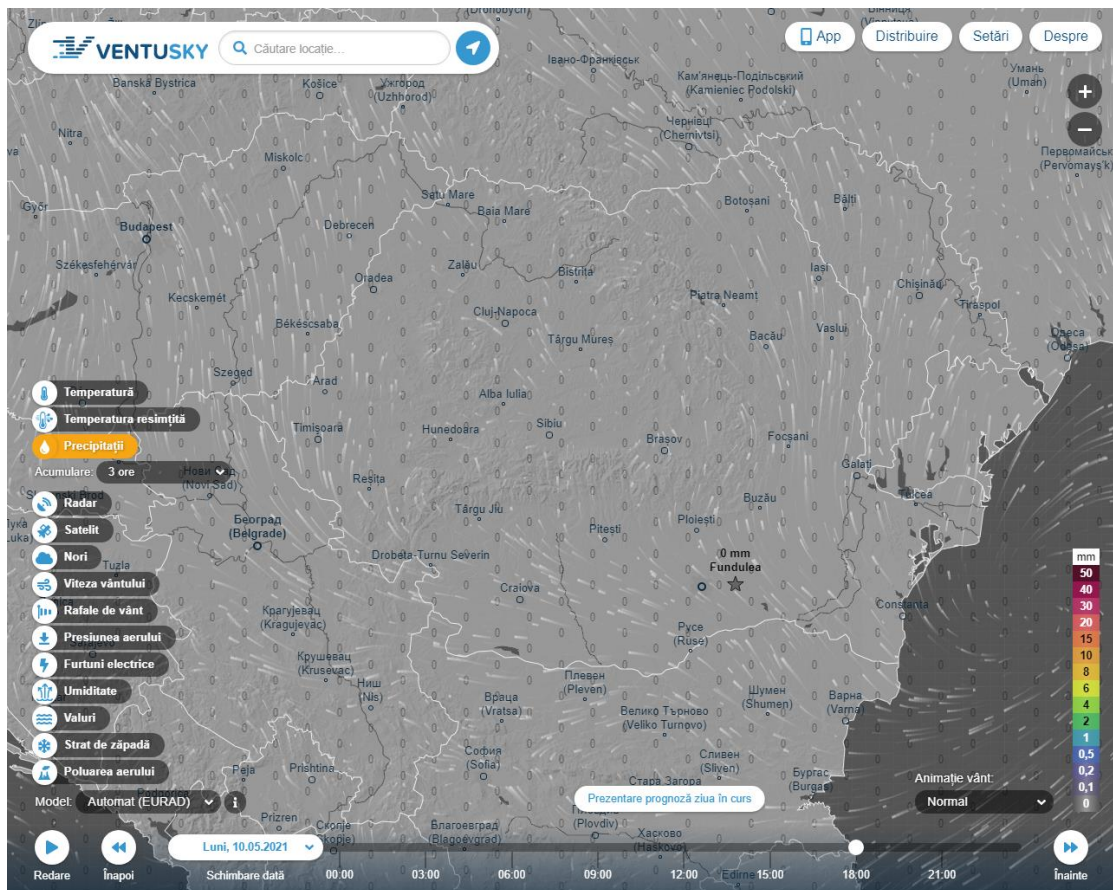 (Drohobych)
VENTUSKY
Căutare locație...
App
Distribuire
Setări
Despre
Івано-Франківськ
Кам'янець-Подільський
(Kamieniec Podolski)
Умань
(Uman)
Banská Bystrica
Košice
Ужгород
(Uzhhorod)
Чернівці
(Chernivtsi)
Nitra
Miskolc
Первомайськ
(Pervomays'k)
Győr
Satu Mare
Baia Mare
Botoșani
Bălți
Budapest
Debrecen
Székesfehérvár
Oradea
Zalău
Bistrița
Iași
Chișinău
Kecskemét
Piatra Neamț
Tiraspol
Cluj-Napoca
Békéscsaba
Târgu Mureș
Bacău
Vaslui
Одеса
(Odesa)
Szeged
Arad
Alba Iulia
Temperatură
Temperatura resimțită
Timișoara
Hunedoara
Sibiu
Brașov
Focșani
Precipitații
Acumulare: 3 ore
Нови Сад
(Novi Sad)
Reșița
Galați
Radar
Târgu Jiu
Buzău
Tulcea
Satelit
Београд
(Belgrade)
Pitești
Ploiești
Nori
Tuzla
Drobeta-Turnu Severin
0 mm
Fundulea
Viteza vântului
Craiova
Constanța
Rafale de vânt
Крагујевац
(Kragujevac)
Presiunea aerului
Русе
(Ruse)
Furtuni electrice
Крушевац
(Krusevac)
Umiditate
Ниш
(Nis)
Плевен
(Pleven)
Шумен
(Shumen)
Варна
(Varna)
Valuri
Враца
(Vratsa)
Велико Търново
(Veliko Turnovo)
Strat de zăpadă
София
(Sofia)
Сливен
(Sliven)
Poluarea aerului
Peja
Prishtina
Стара Загора
Бургас
(Burgas)
mm
50
40
30
20
15
10
8
6
4
2
1
0,5
0,2
0,1
0
Podgorica
Model: Automat (EURAD)
i
Prezentare prognoză ziua în curs
Animație vânt:
Normal
Prizren
Скопје
(Skopje)
Благоевград
(Blagoevgrad)
Пловдив
(Plovdiv)
Хасково
(Haskovo)
Edirne
Redare
Înapoi
Luni, 10.05.2021
Schimbare dată
00:00
03:00
06:00
09:00
12:00
15:00
18:00
21:00
Înainte